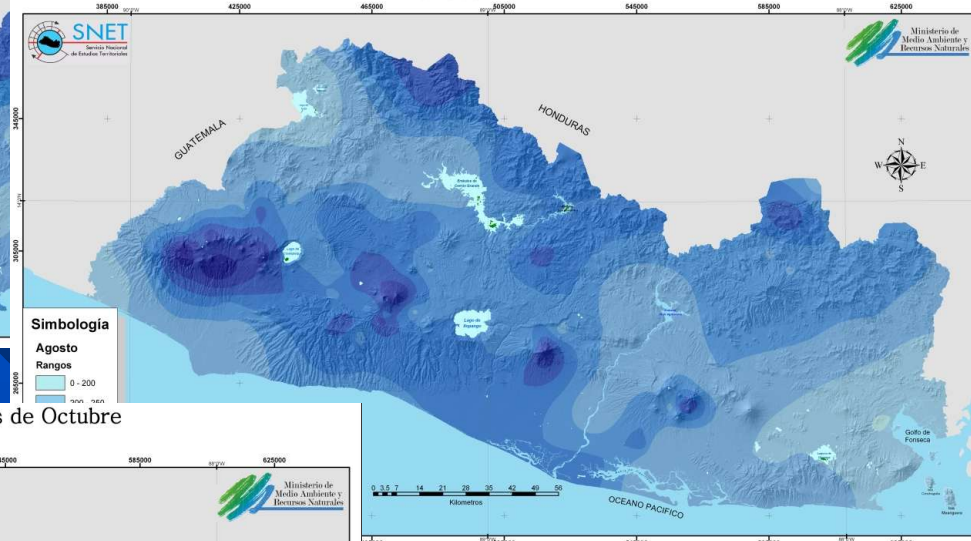 385000
425000
465000
505000
545000
585000
625000
SNET
Servicio Nacional
de Estudios Territoriales
Ministerio de
Medio Ambiente y
Recursos Naturales
345000
HONDURAS
GUATEMALA
N
W E
S
305000
Lago de
Ilopango
Simbología
Agosto
Rangos
0 - 200
200 - 250
265000
s de Octubre
Golfo de
Fonseca
585000
625000
Ministerio de
Medio Ambiente y
Recursos Naturales
0 3.5 7 14 21 28 35 42 49 56
Kilometros
OCEANO PACIFICO